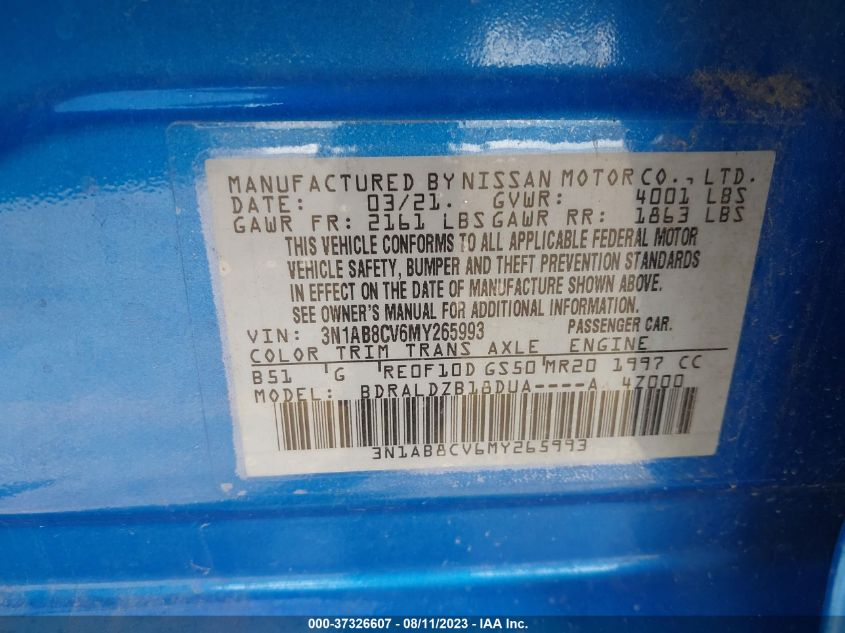 MANUFACTURED BY NISSAN MOTOR CO., LTD.
DATE: 03/21. GVWR: 4001 LBS
GAWR FR: 2161 LBS GAWR RR: 1863 LBS
THIS VEHICLE CONFORMS TO ALL APPLICABLE FEDERAL MOTOR
VEHICLE SAFETY, BUMPER AND THEFT PREVENTION STANDARDS
IN EFFECT ON THE DATE OF MANUFACTURE SHOWN ABOVE.
SEE OWNER'S MANUAL FOR ADDITIONAL INFORMATION.
VIN: 3N1AB8CV6MY265993 PASSENGER CAR.
COLOR TRIM TRANS AXLE ENGINE
B51 G RE0F10D GS50 MR20 1997 CC
MODEL: BDRALDZB18DUA----A 4Z000
3N1AB8CV6MY265993
000-37326607 - 08/11/2023 - IAA Inc.